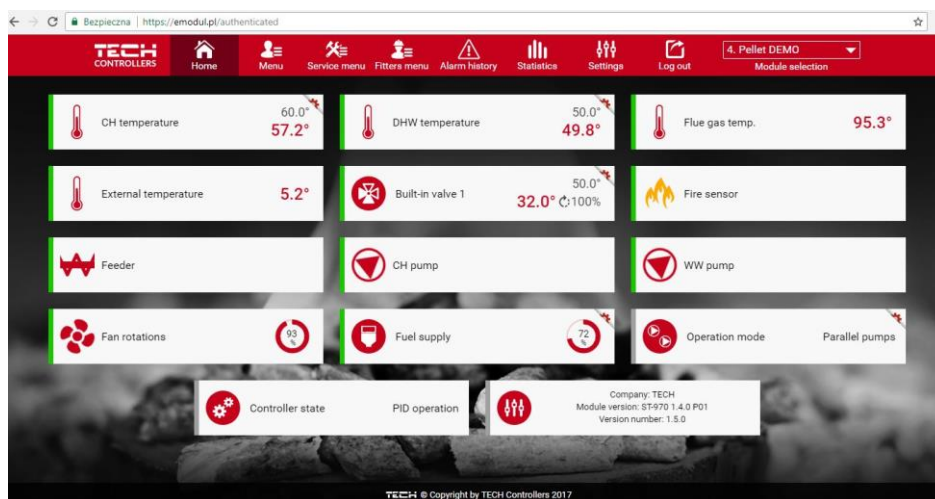 Bezpieczna | https://emodul.pl/authenticated
TECH
CONTROLLERS
Home
Menu
Service menu
Fitters menu
Alarm history
Statistics
Settings
Log out
4. Pellet DEMO
Module selection
CH temperature
60.0°
57.2°
DHW temperature
50.0°
49.8°
Flue gas temp.
95.3°
External temperature
5.2°
Built-in valve 1
50.0°
32.0° 100%
Fire sensor
Feeder
CH pump
WW pump
Fan rotations
93
%
Fuel supply
72
%
Operation mode
Parallel pumps
Controller state
PID operation
Company: TECH
Module version: ST-970 1.4.0 P01
Version number: 1.5.0
TECH © Copyright by TECH Controllers 2017